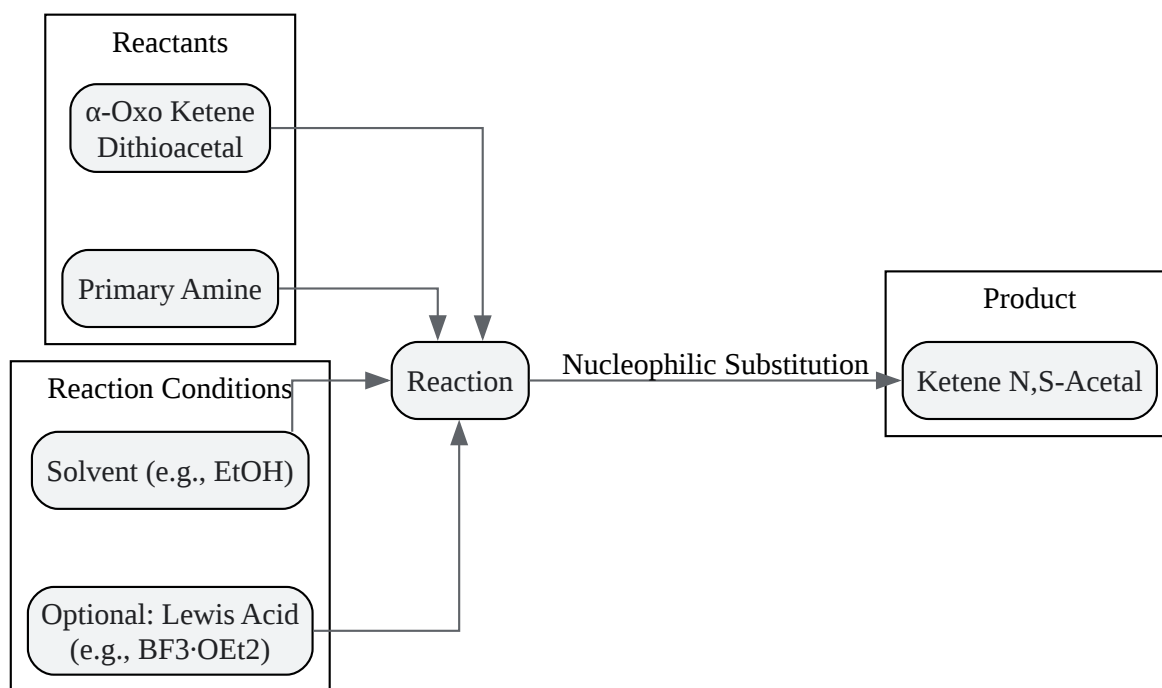 Reactants
α-Oxo Ketene
Dithioacetal
Primary Amine
Reaction Conditions
Solvent (e.g., EtOH)
Optional: Lewis Acid
(e.g., BF3·OEt2)
Reaction
Nucleophilic Substitution
Product
Ketene N,S-Acetal